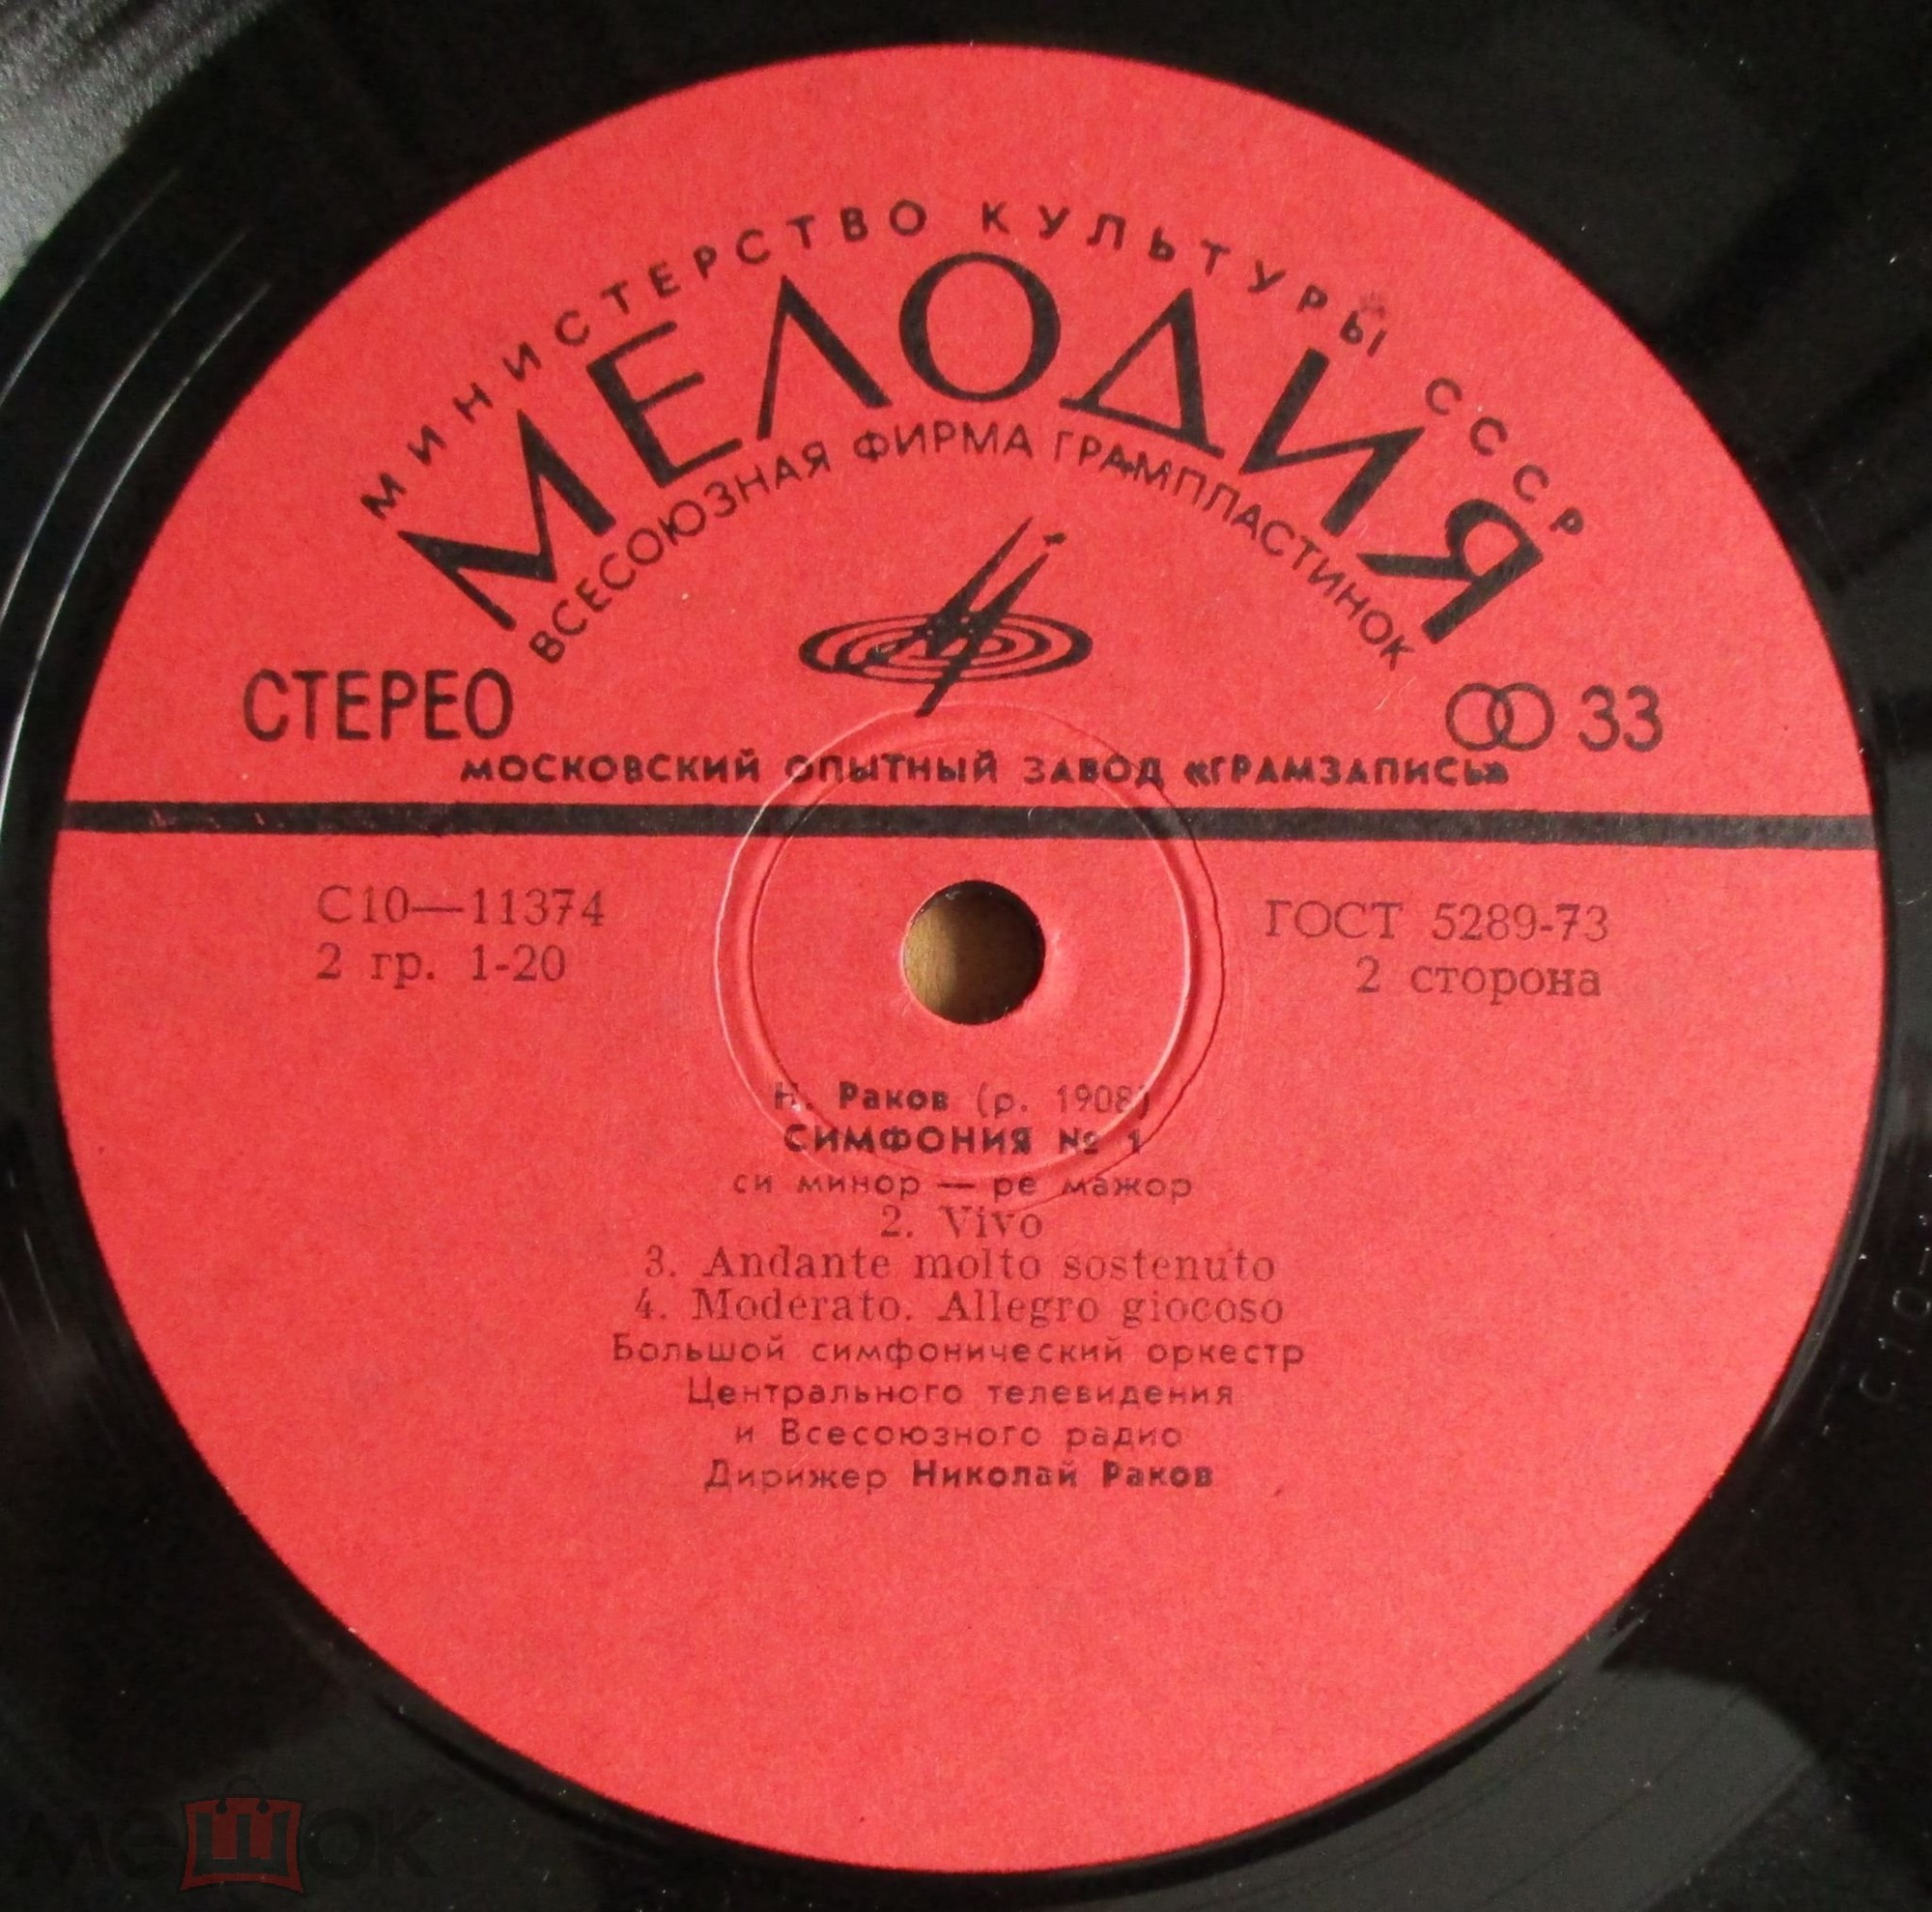 МИНИСТЕРСТВО КУЛЬТУРЫ СССР
МЕЛОДИЯ
ВСЕСОЮЗНАЯ ФИРМА ГРАМПЛАСТИНОК
СТЕРЕО
33
МОСКОВСКИЙ ОПЫТНЫЙ ЗАВОД «ГРАМЗАПИСЬ»
С10—11374
ГОСТ 5289-73
2 гр. 1-20
2 сторона
Н. Раков (р. 1908)
СИМФОНИЯ № 1
си минор — ре мажор
2. Vivo
3. Andante molto sostenuto
4. Moderato. Allegro giocoso
Большой симфонический оркестр
Центрального телевидения
и Всесоюзного радио
Дирижер Николай Раков
мешок